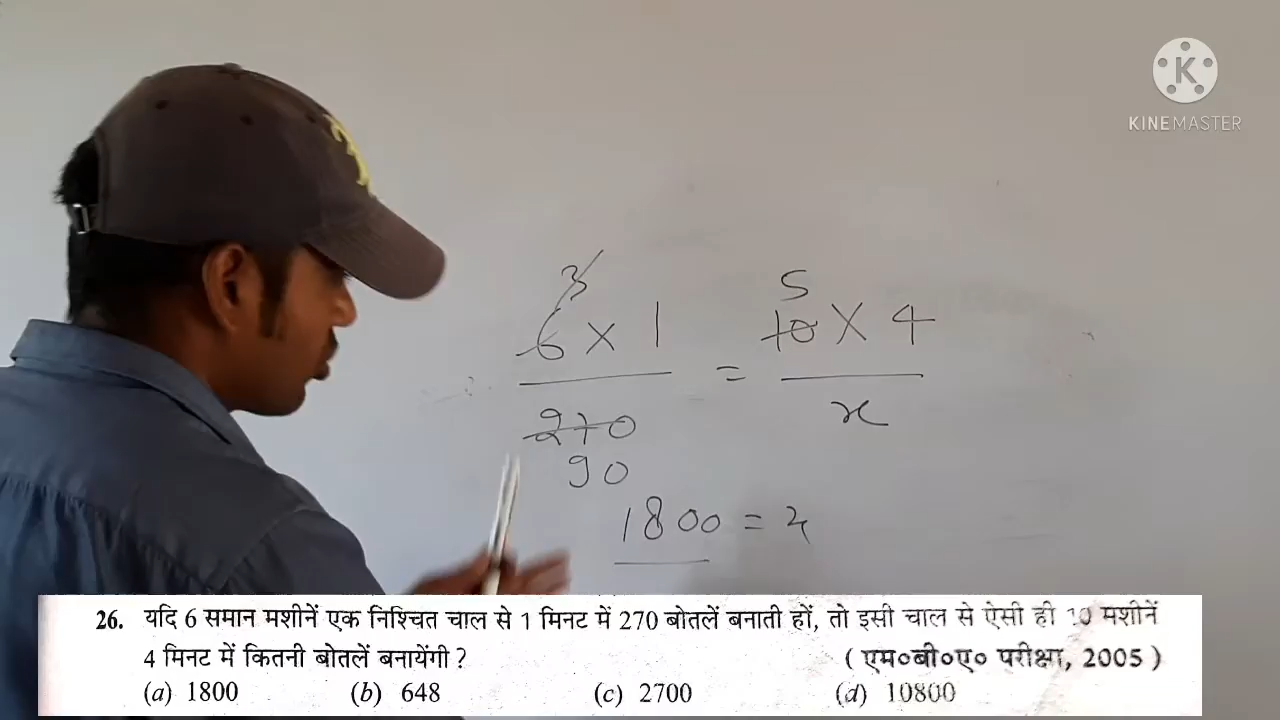 KINEMASTER
3 5
6 × 1 = 10 × 4
270 x
90
1800 = x
26. यदि 6 समान मशीनें एक निश्चित चाल से 1 मिनट में 270 बोतलें बनाती हों, तो इसी चाल से ऐसी ही 10 मशीनें
4 मिनट में कितनी बोतलें बनायेंगी ? ( एम०बी०ए० परीक्षा, 2005 )
(a) 1800 (b) 648 (c) 2700 (d) 10800